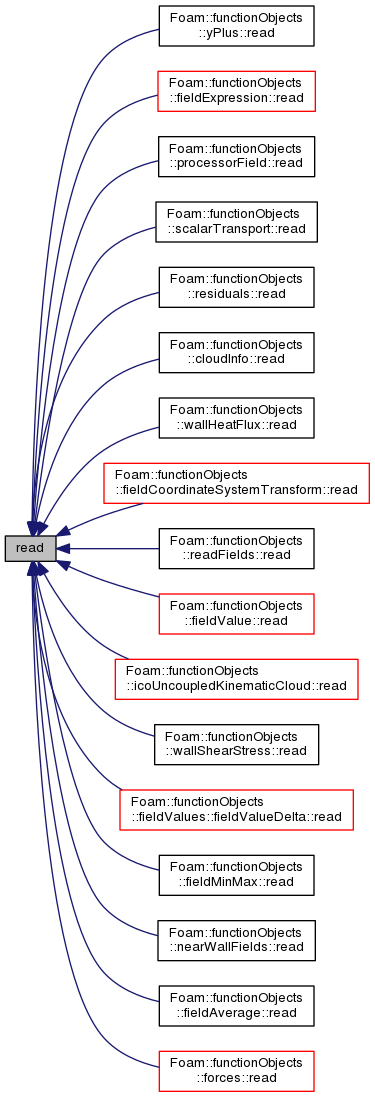 Foam::functionObjects
::yPlus::read
Foam::functionObjects
::fieldExpression::read
Foam::functionObjects
::processorField::read
Foam::functionObjects
::scalarTransport::read
Foam::functionObjects
::residuals::read
Foam::functionObjects
::cloudInfo::read
Foam::functionObjects
::wallHeatFlux::read
Foam::functionObjects
::fieldCoordinateSystemTransform::read
read
Foam::functionObjects
::readFields::read
Foam::functionObjects
::fieldValue::read
Foam::functionObjects
::icoUncoupledKinematicCloud::read
Foam::functionObjects
::wallShearStress::read
Foam::functionObjects
::fieldValues::fieldValueDelta::read
Foam::functionObjects
::fieldMinMax::read
Foam::functionObjects
::nearWallFields::read
Foam::functionObjects
::fieldAverage::read
Foam::functionObjects
::forces::read